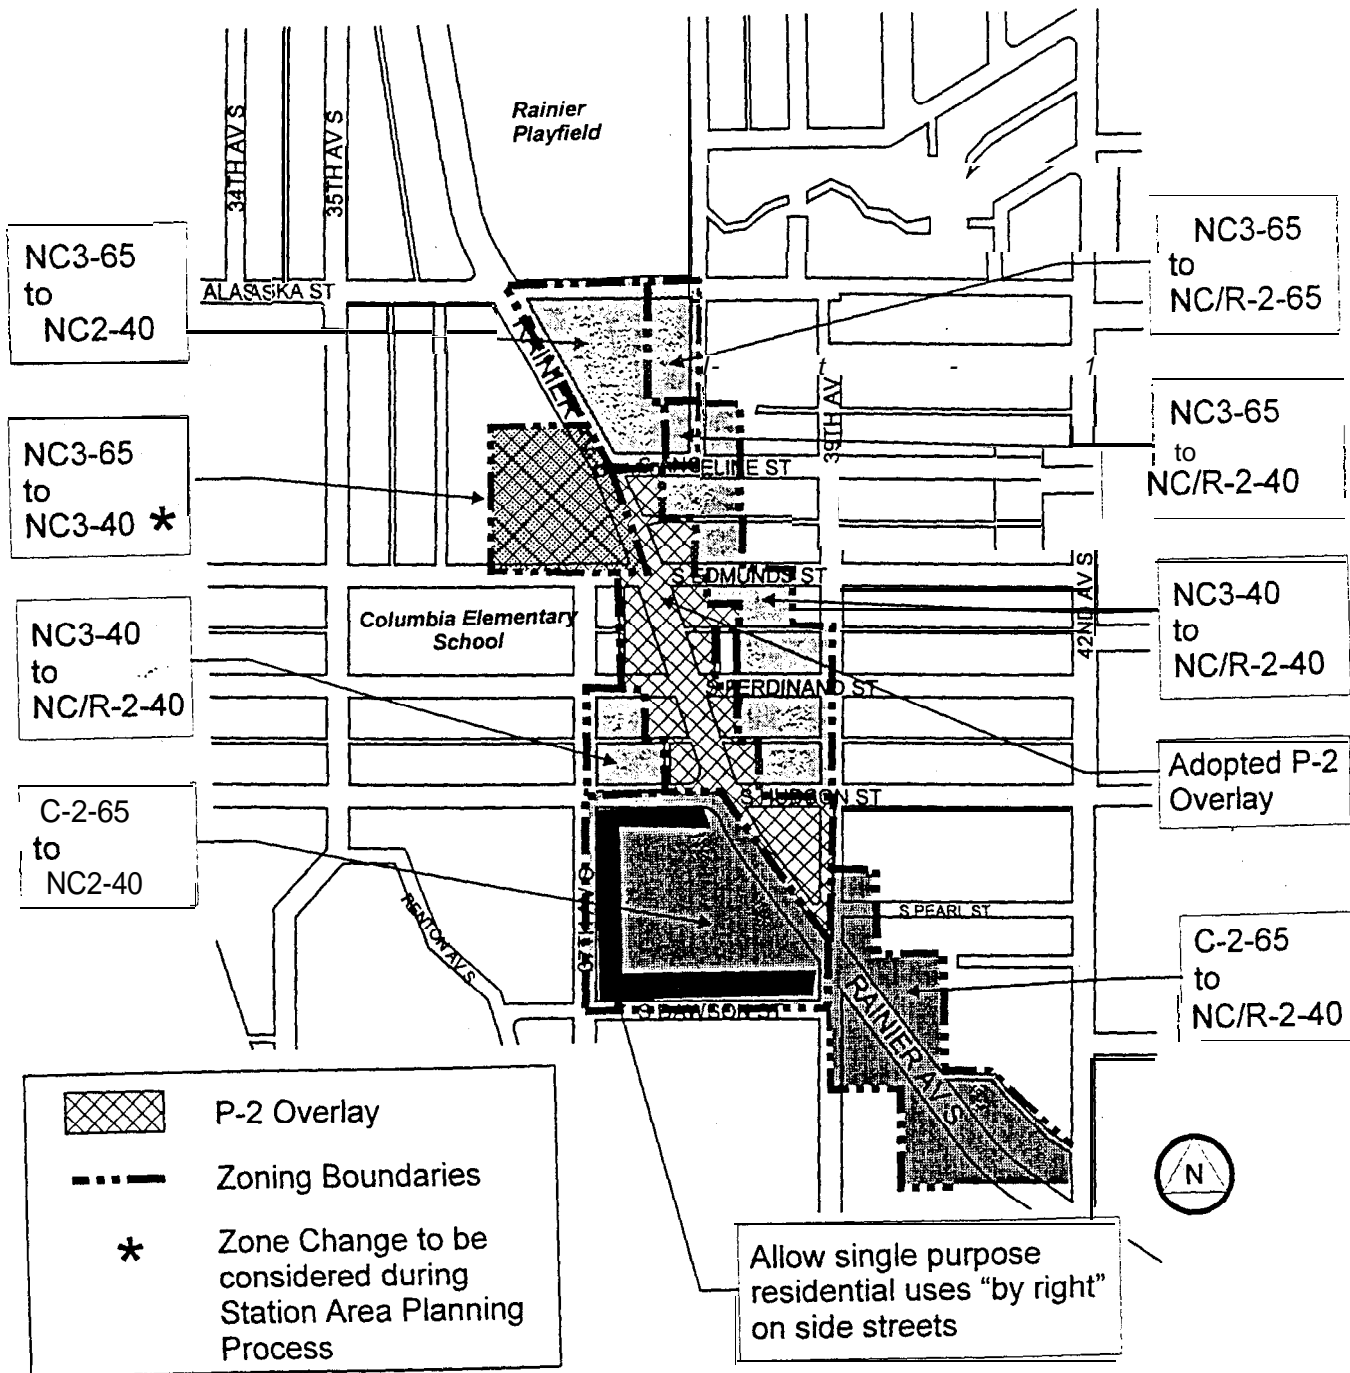 Rainier
Playfield
34TH AV S
35TH AV S
NC3-65
to
NC2-40
ALASKA ST
NC3-65
to
NC/R-2-65
RAINIER
39TH AV
NC3-65
to
NC/R-2-40
NC3-65
to
NC3-40 *
S EDMUNDS ST
42ND AV S
NC3-40
to
NC/R-2-40
Columbia Elementary
School
NC3-40
to
NC/R-2-40
S FERDINAND ST
Adopted P-2
Overlay
S HUDSON ST
C-2-65
to
NC2-40
RENTON AV S
S PEARL ST
C-2-65
to
NC/R-2-40
S DAWSON ST
RAINIER AV S
P-2 Overlay
Zoning Boundaries
* Zone Change to be
considered during
Station Area Planning
Process
N
Allow single purpose
residential uses “by right”
on side streets